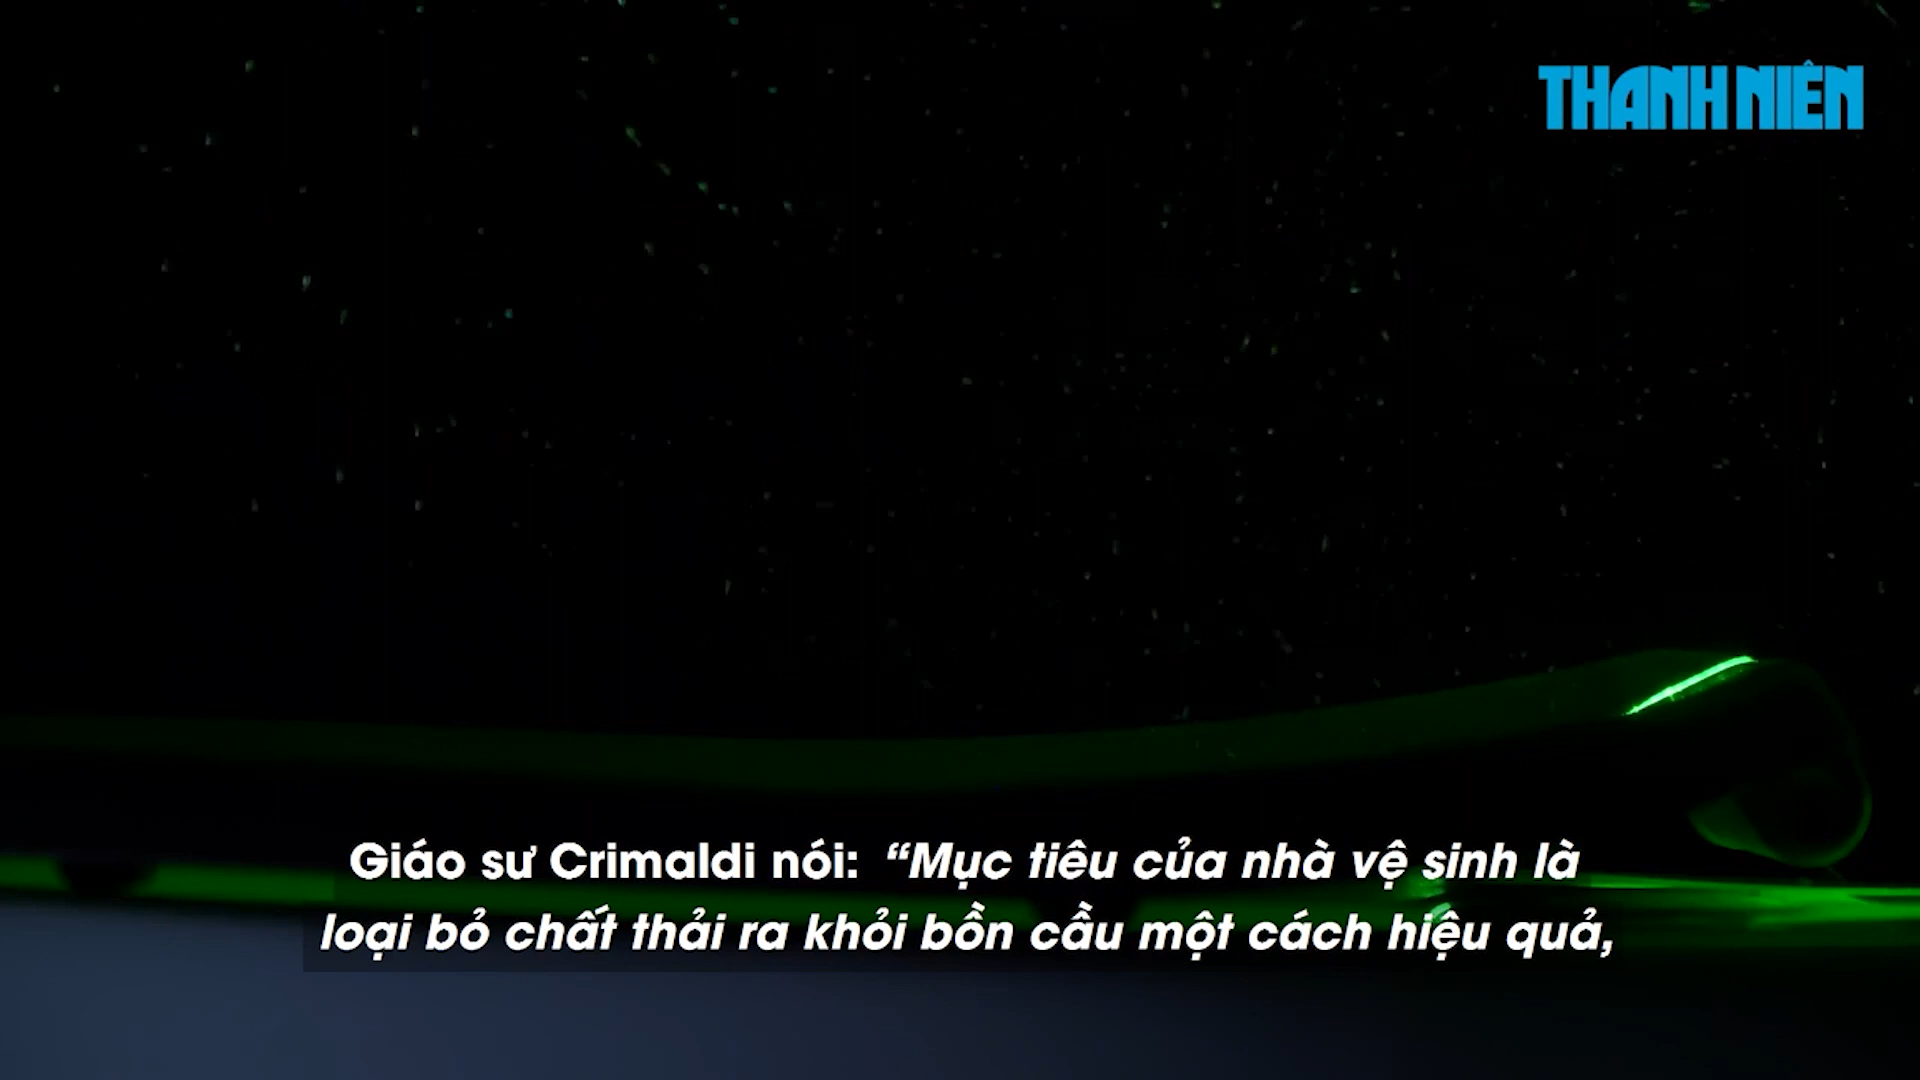 THANH NIÊN
Giáo sư Crimaldi nói: “Mục tiêu của nhà vệ sinh là
loại bỏ chất thải ra khỏi bồn cầu một cách hiệu quả,